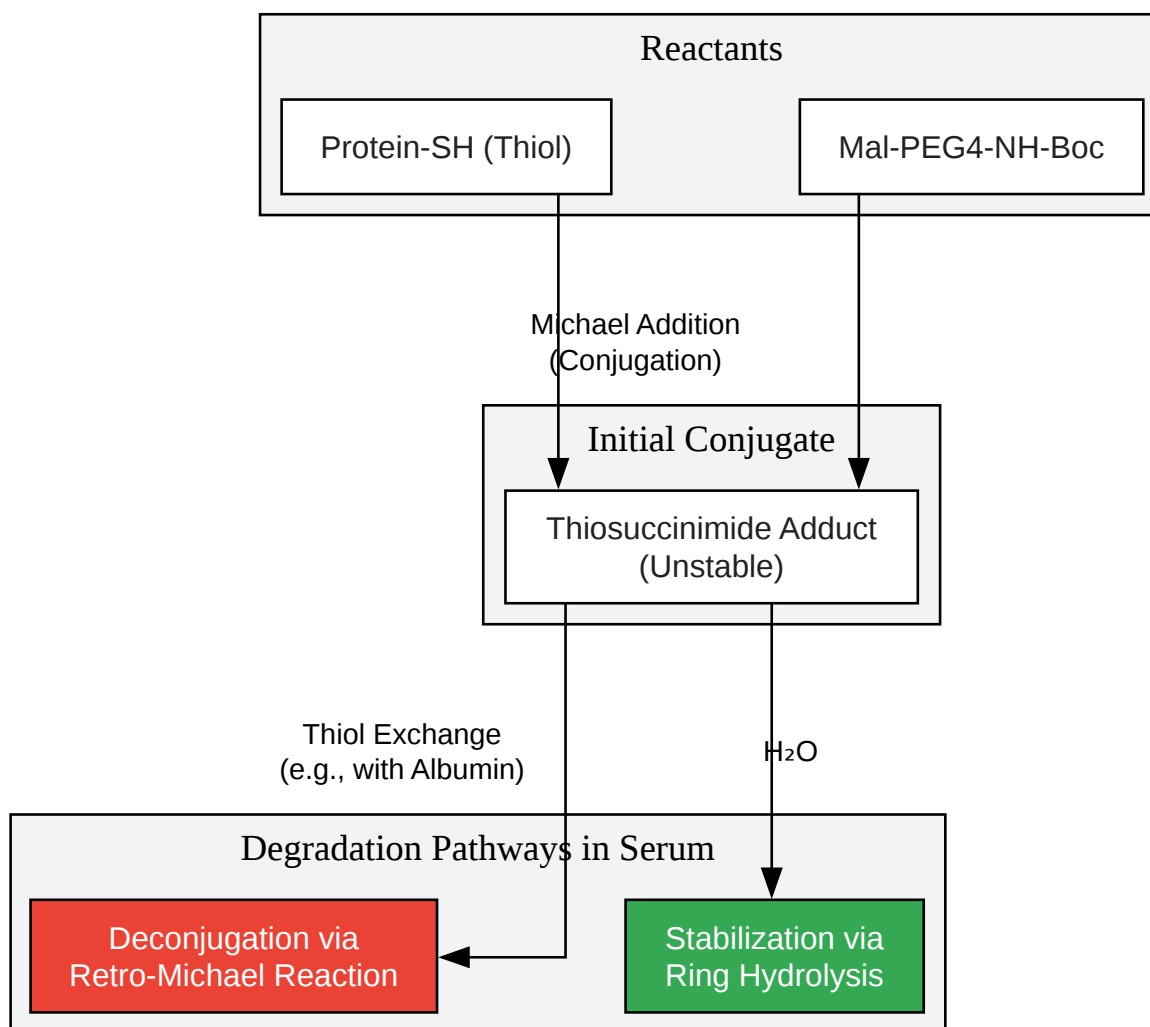 Reactants
Protein-SH (Thiol)
Mal-PEG4-NH-Boc
Michael Addition
(Conjugation)
Initial Conjugate
Thiosuccinimide Adduct
(Unstable)
Thiol Exchange
(e.g., with Albumin)
H₂O
Degradation Pathways in Serum
Deconjugation via
Retro-Michael Reaction
Stabilization via
Ring Hydrolysis